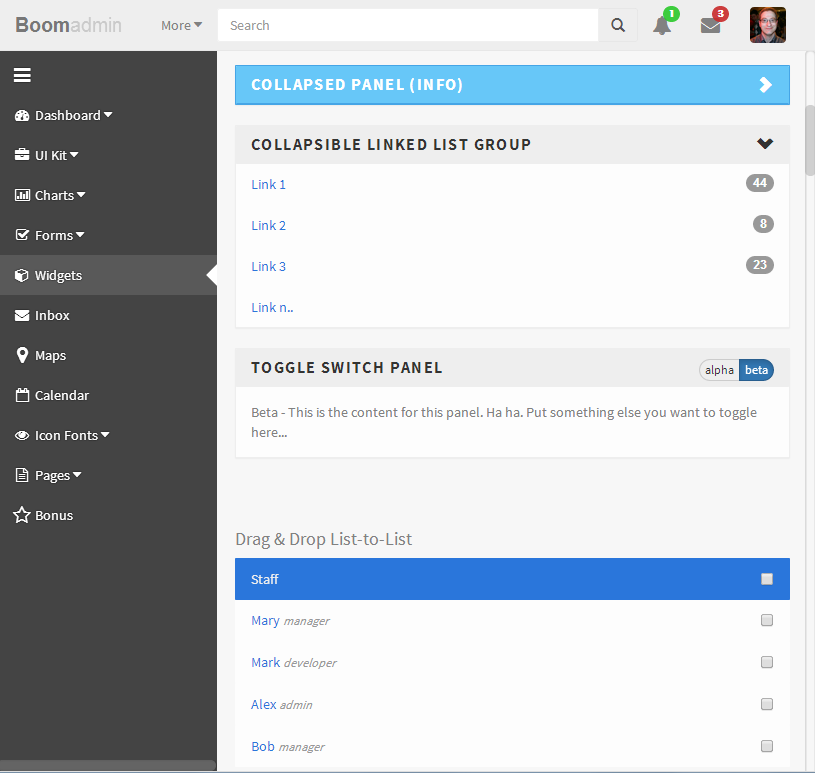 Boomadmin
More
Search
1
3
Dashboard
UI Kit
Charts
Forms
Widgets
Inbox
Maps
Calendar
Icon Fonts
Pages
Bonus
COLLAPSED PANEL (INFO)
COLLAPSIBLE LINKED LIST GROUP
Link 1 44
Link 2 8
Link 3 23
Link n..
TOGGLE SWITCH PANEL alpha beta
Beta - This is the content for this panel. Ha ha. Put something else you want to toggle
here...
Drag & Drop List-to-List
Staff
Mary manager
Mark developer
Alex admin
Bob manager